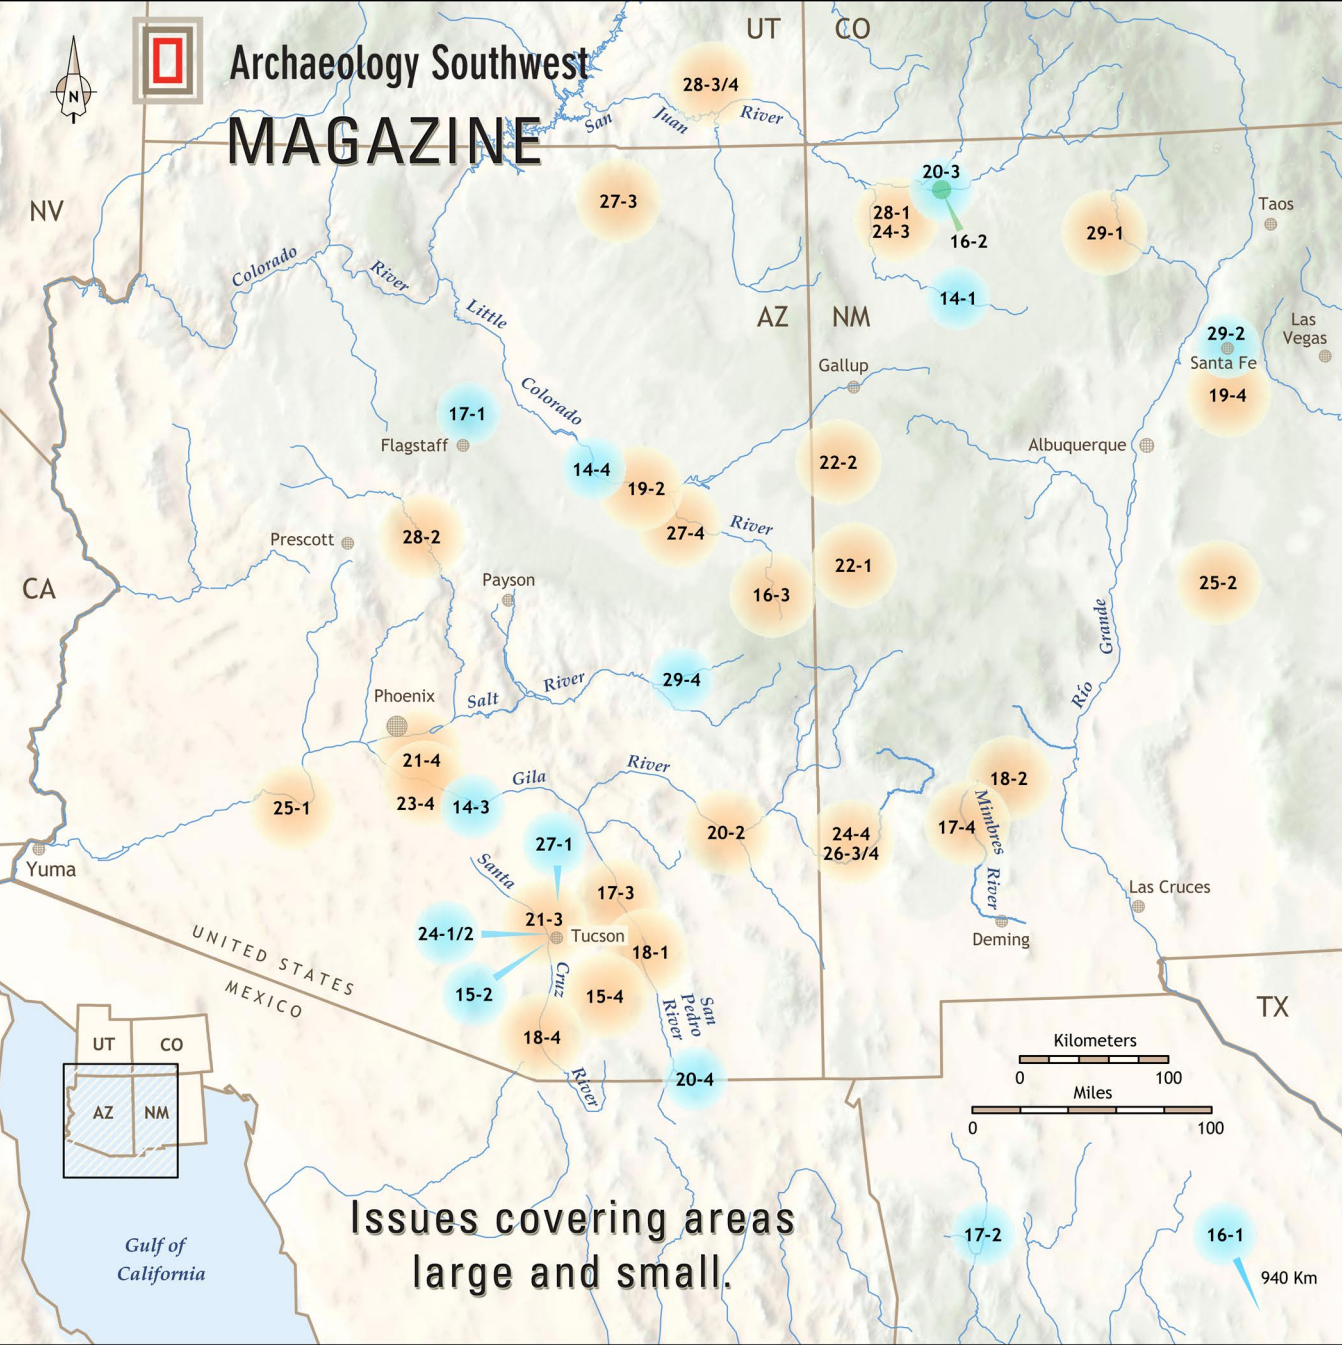 UT
CO
N
Archaeology Southwest
MAGAZINE
28-3/4
San
Juan
River
20-3
27-3
28-1
24-3
16-2
29-1
Taos
NV
Colorado
River
14-1
Little
AZ
NM
29-2
Las
Vegas
Santa Fe
Gallup
17-1
Colorado
19-4
Flagstaff
Albuquerque
14-4
22-2
19-2
28-2
27-4
River
Prescott
22-1
CA
Payson
16-3
25-2
Grande
Rio
29-4
Phoenix
Salt
River
21-4
Gila
River
18-2
25-1
23-4
14-3
Mimbres
River
17-4
20-2
24-4
26-3/4
27-1
Yuma
Santa
17-3
Las Cruces
21-3
24-1/2
Tucson
Deming
18-1
UNITED STATES
MEXICO
Cruz
15-2
15-4
San
Pedro
River
TX
18-4
UT
CO
Kilometers
0
100
20-4
River
Miles
0
100
AZ
NM
Issues covering areas
large and small.
17-2
16-1
Gulf of
California
940 Km